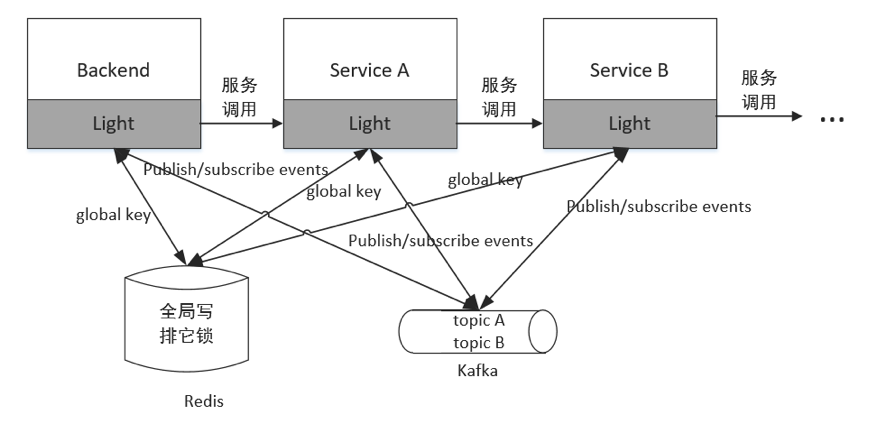 Backend
Service A
Service B
服务
调用
服务
调用
服务
调用
Light
Light
Light
...
Publish/subscribe events
global key
global key
global key
Publish/subscribe events
Publish/subscribe events
全局写
排它锁
topic A
topic B
Kafka
Redis